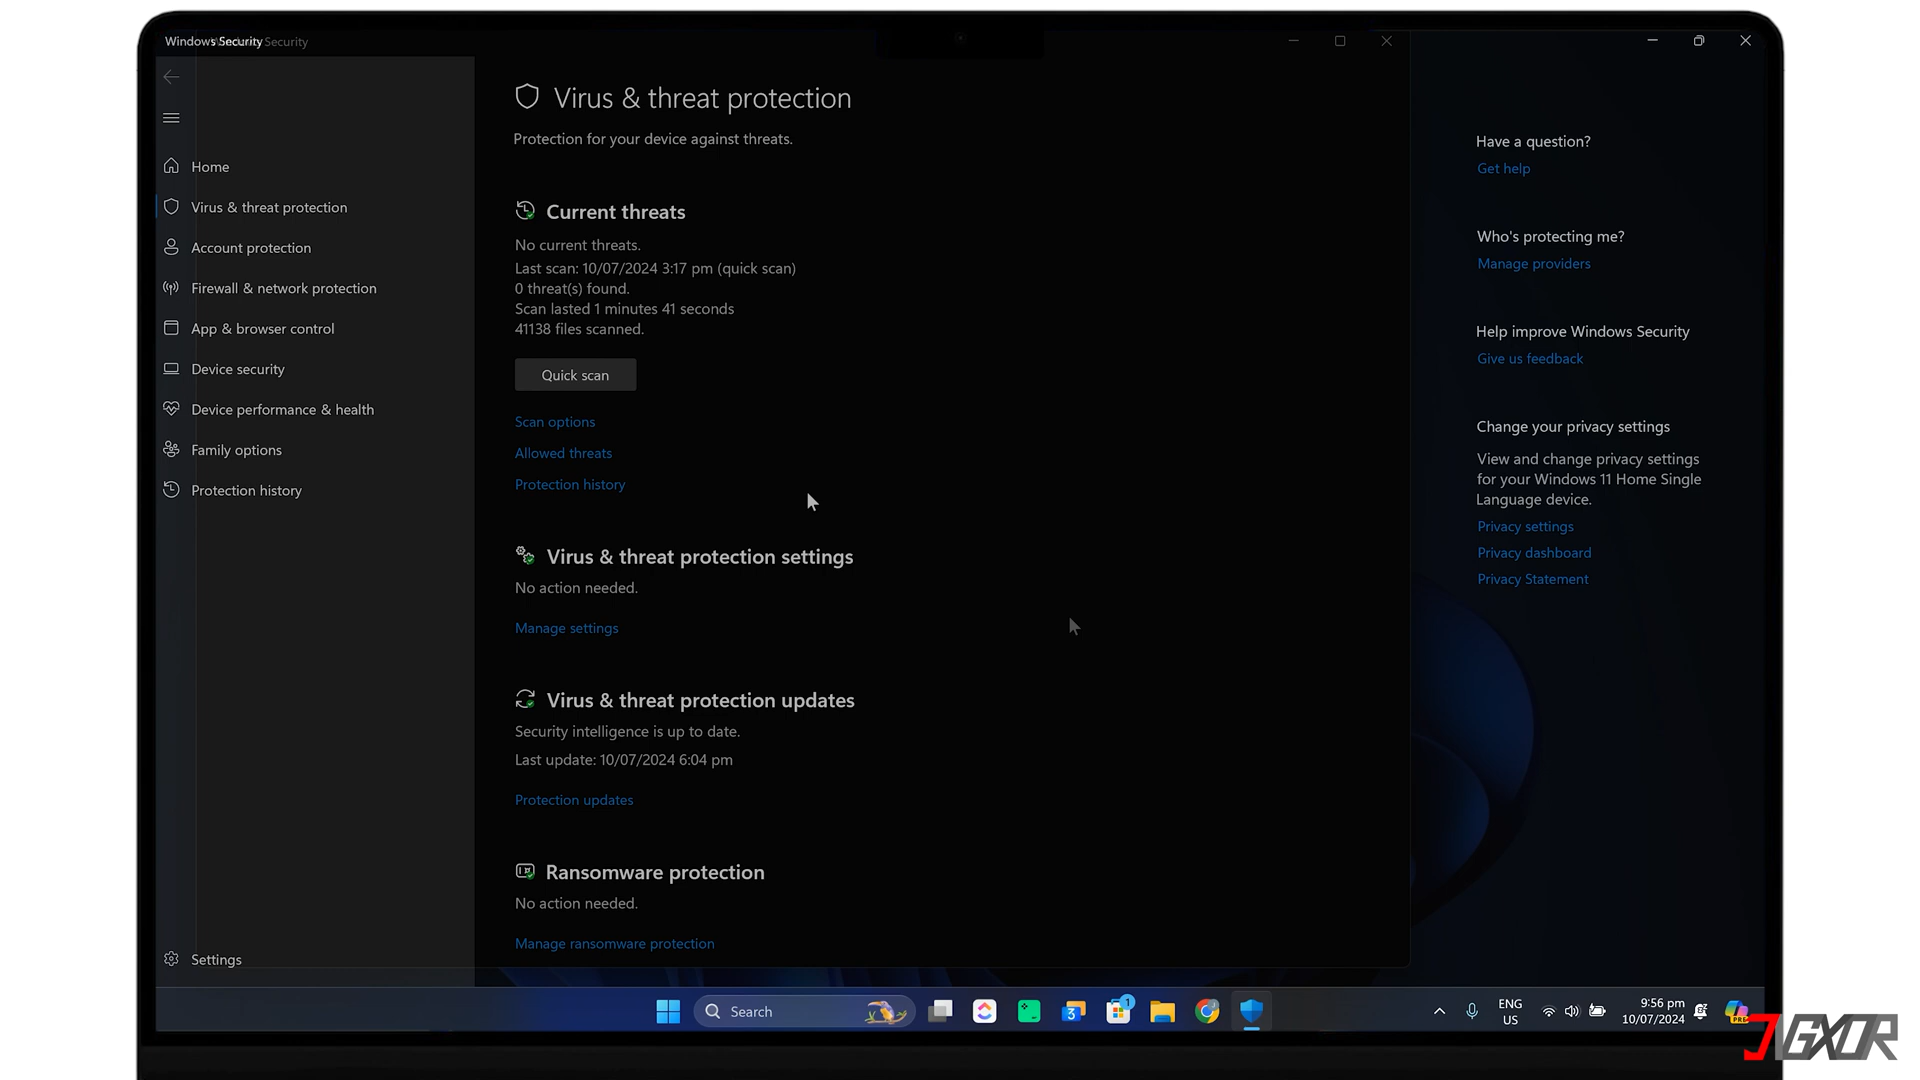 Windows Security
Security
Home
Virus & threat protection
Account protection
Firewall & network protection
App & browser control
Device security
Device performance & health
Family options
Protection history
Settings
Virus & threat protection
Protection for your device against threats.
Current threats
No current threats.
Last scan: 10/07/2024 3:17 pm (quick scan)
0 threat(s) found.
Scan lasted 1 minutes 41 seconds
41138 files scanned.
Quick scan
Scan options
Allowed threats
Protection history
Virus & threat protection settings
No action needed.
Manage settings
Virus & threat protection updates
Security intelligence is up to date.
Last update: 10/07/2024 6:04 pm
Protection updates
Ransomware protection
No action needed.
Manage ransomware protection
Have a question?
Get help
Who's protecting me?
Manage providers
Help improve Windows Security
Give us feedback
Change your privacy settings
View and change privacy settings
for your Windows 11 Home Single
Language device.
Privacy settings
Privacy dashboard
Privacy Statement
Search
3
1
ENG
US
9:56 pm
10/07/2024
PRE
JIGXOR